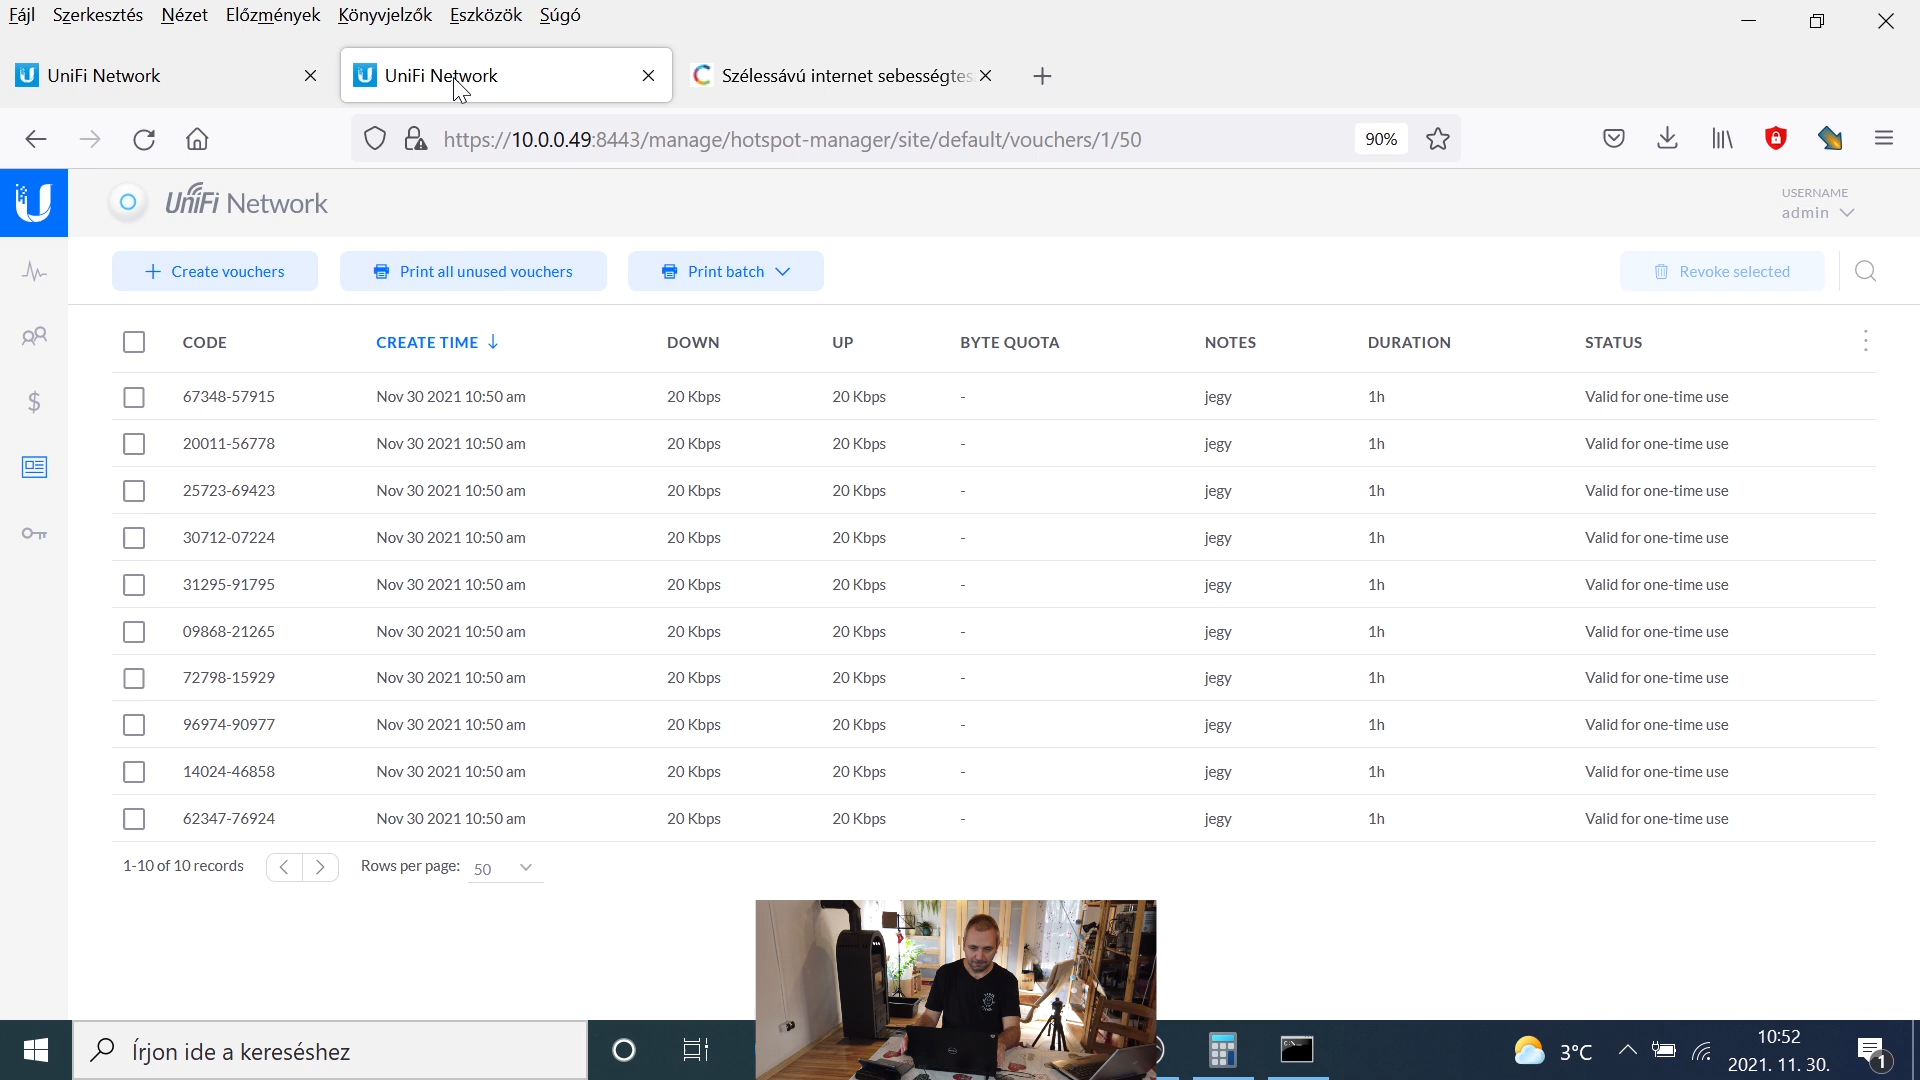 Fájl Szerkesztés Nézet Előzmények Könyvjelzők Eszközök Súgó
UniFi Network
UniFi Network
Szélessávú internet sebességtes
https://10.0.0.49:8443/manage/hotspot-manager/site/default/vouchers/1/50
90%
UniFi Network
USERNAME
admin
Create vouchers
Print all unused vouchers
Print batch
Revoke selected
CODE CREATE TIME DOWN UP BYTE QUOTA NOTES DURATION STATUS
67348-57915 Nov 30 2021 10:50 am 20 Kbps 20 Kbps - jegy 1h Valid for one-time use
20011-56778 Nov 30 2021 10:50 am 20 Kbps 20 Kbps - jegy 1h Valid for one-time use
25723-69423 Nov 30 2021 10:50 am 20 Kbps 20 Kbps - jegy 1h Valid for one-time use
30712-07224 Nov 30 2021 10:50 am 20 Kbps 20 Kbps - jegy 1h Valid for one-time use
31295-91795 Nov 30 2021 10:50 am 20 Kbps 20 Kbps - jegy 1h Valid for one-time use
09868-21265 Nov 30 2021 10:50 am 20 Kbps 20 Kbps - jegy 1h Valid for one-time use
72798-15929 Nov 30 2021 10:50 am 20 Kbps 20 Kbps - jegy 1h Valid for one-time use
96974-90977 Nov 30 2021 10:50 am 20 Kbps 20 Kbps - jegy 1h Valid for one-time use
14024-46858 Nov 30 2021 10:50 am 20 Kbps 20 Kbps - jegy 1h Valid for one-time use
62347-76924 Nov 30 2021 10:50 am 20 Kbps 20 Kbps - jegy 1h Valid for one-time use
1-10 of 10 records
Rows per page: 50
Írjon ide a kereséshez
3°C
10:52
2021. 11. 30.
1